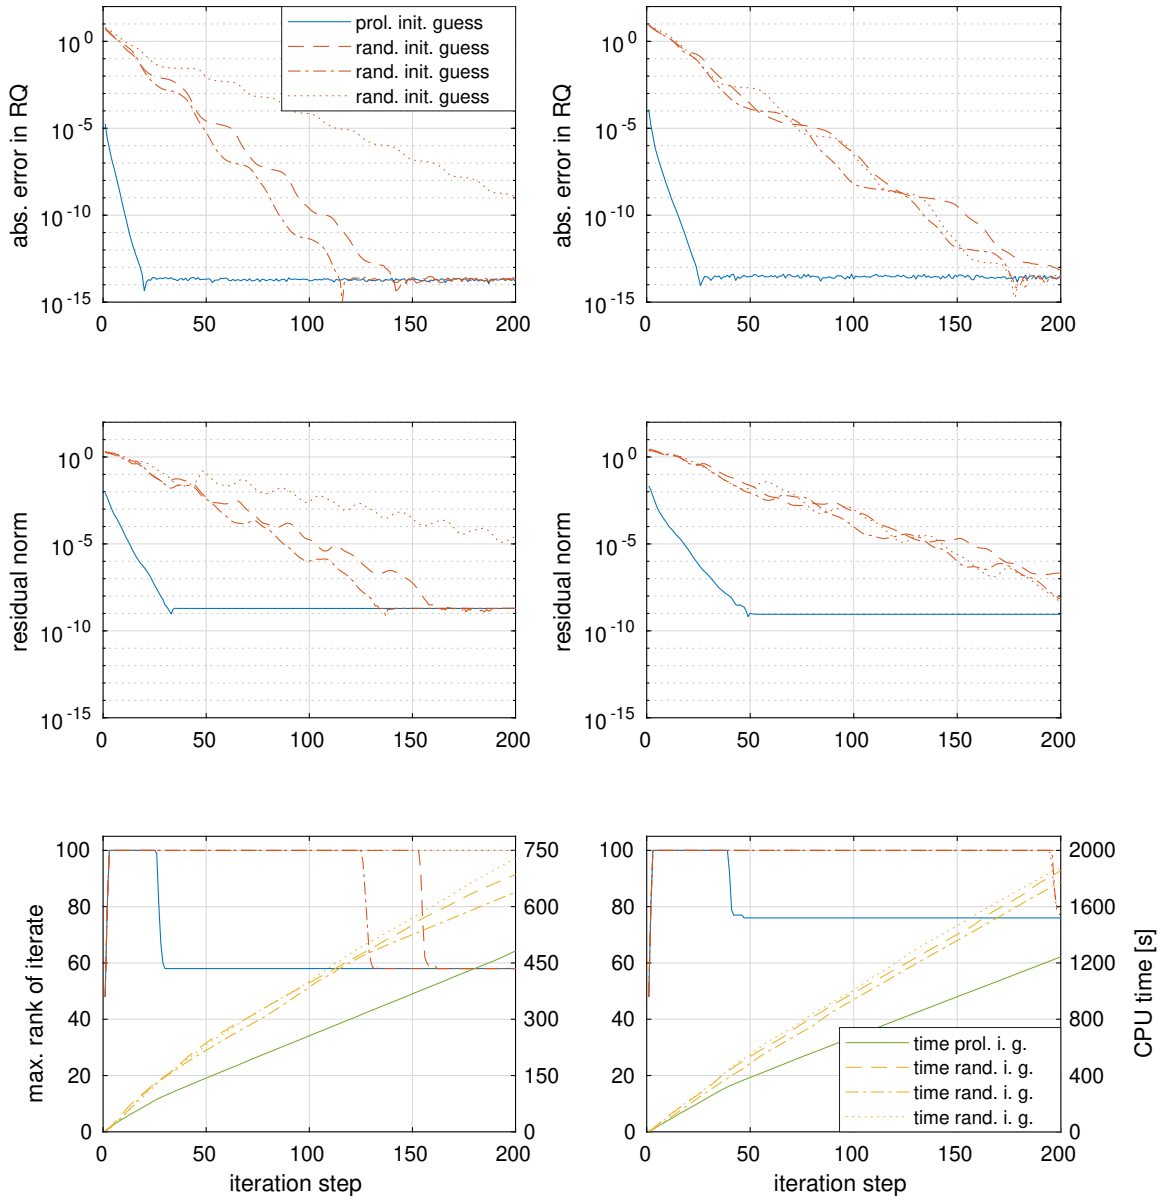 prol. init. guess
rand. init. guess
rand. init. guess
rand. init. guess
abs. error in RQ
10^0
10^-5
10^-10
10^-15
0 50 100 150 200
abs. error in RQ
10^0
10^-5
10^-10
10^-15
0 50 100 150 200
residual norm
10^0
10^-5
10^-10
10^-15
0 50 100 150 200
residual norm
10^0
10^-5
10^-10
10^-15
0 50 100 150 200
max. rank of iterate
100
80
60
40
20
0
750
600
450
300
150
0
0 50 100 150 200
iteration step
100
80
60
40
20
0
2000
1600
1200
800
400
0
CPU time [s]
time prol. i. g.
time rand. i. g.
time rand. i. g.
time rand. i. g.
0 50 100 150 200
iteration step